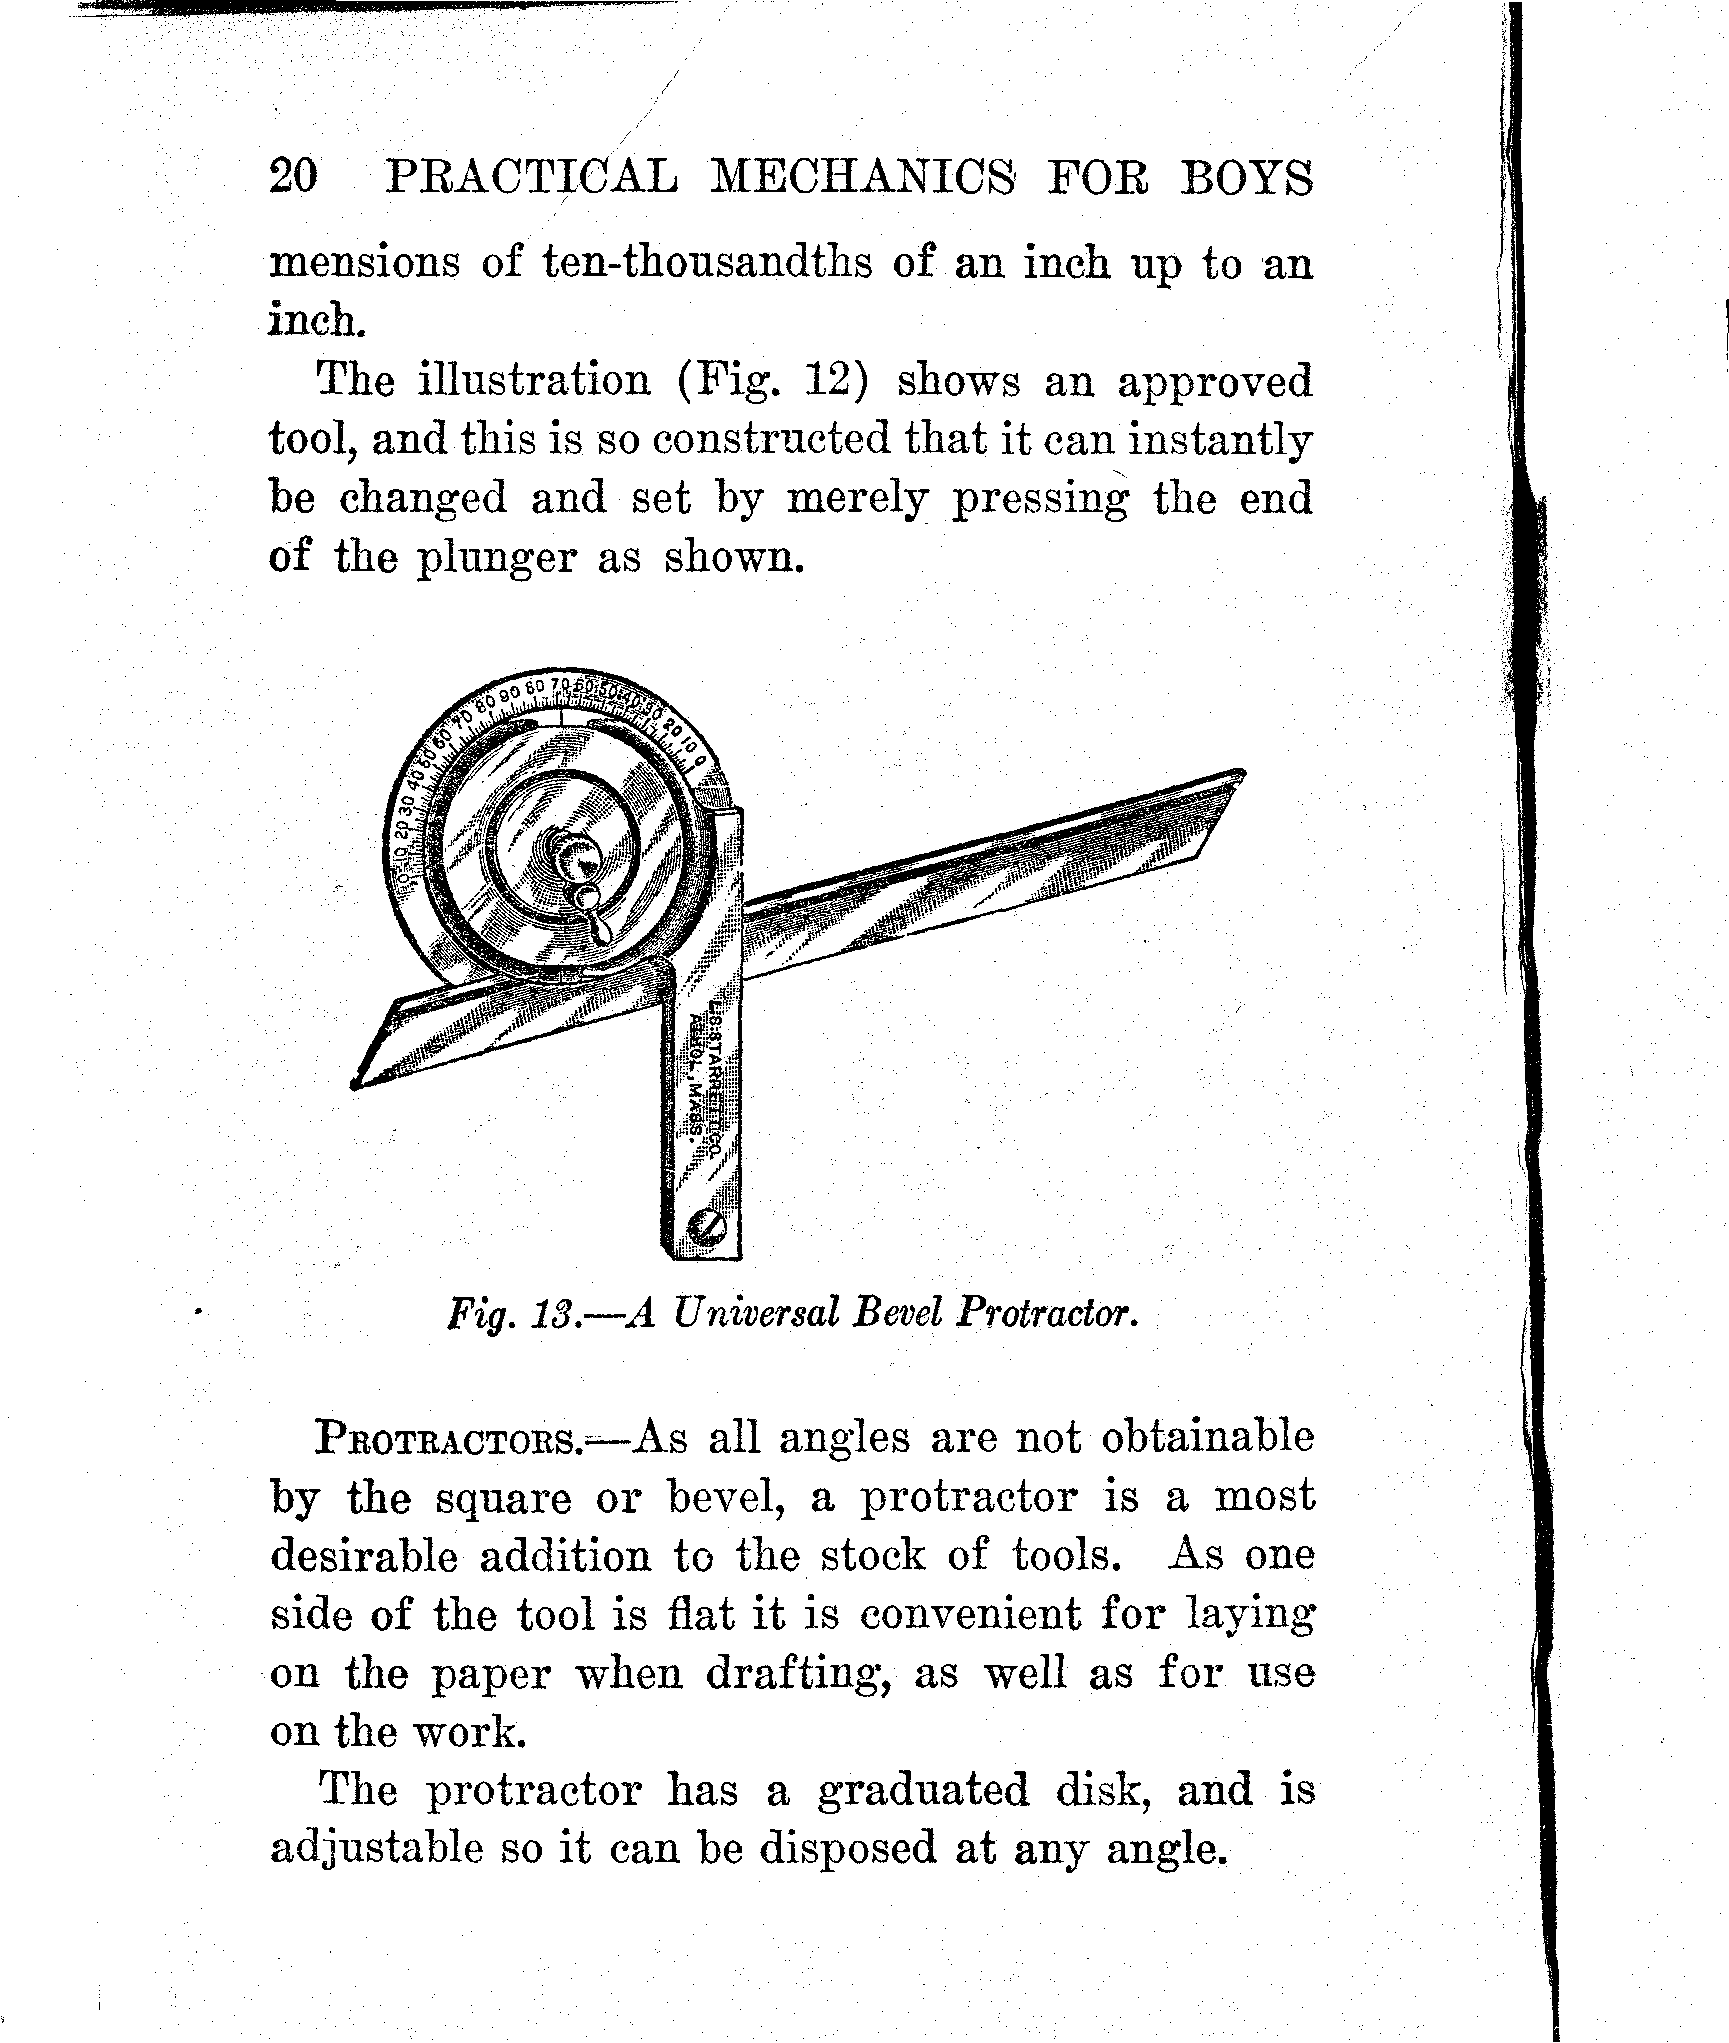 20 PRACTICAL MECHANICS FOR BOYS
mensions of ten-thousandths of an inch up to an
inch.
The illustration (Fig. 12) shows an approved
tool, and this is so constructed that it can instantly
be changed and set by merely pressing the end
of the plunger as shown.
0 10 20 30 40 50 60 70 80 90 80 70 60 50 40 30 20 10 0
L.S.STARRETT CO.
ATHOL, MASS.
Fig. 13.—A Universal Bevel Protractor.
PROTRACTORS.—As all angles are not obtainable
by the square or bevel, a protractor is a most
desirable addition to the stock of tools. As one
side of the tool is flat it is convenient for laying
on the paper when drafting, as well as for use
on the work.
The protractor has a graduated disk, and is
adjustable so it can be disposed at any angle.